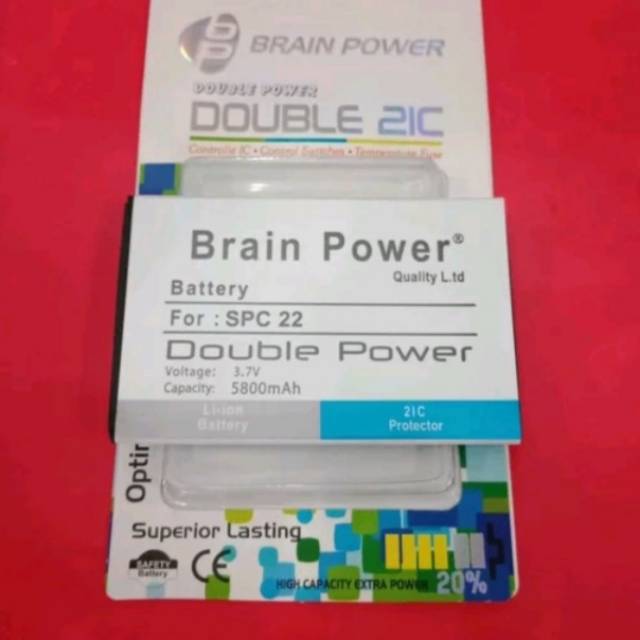 BRAIN POWER
DOUBLE POWER
DOUBLE 2IC
Controlle IC • Control Switches • Temperature Fuse
Brain Power®
Quality L.td
Battery
For : SPC 22
Double Power
Voltage: 3.7V
Capacity: 5800mAh
Li-ion
Battery
2IC
Protector
Superior Lasting
SAFETY
Battery
CE
HIGH CAPACITY EXTRA POWER 20%